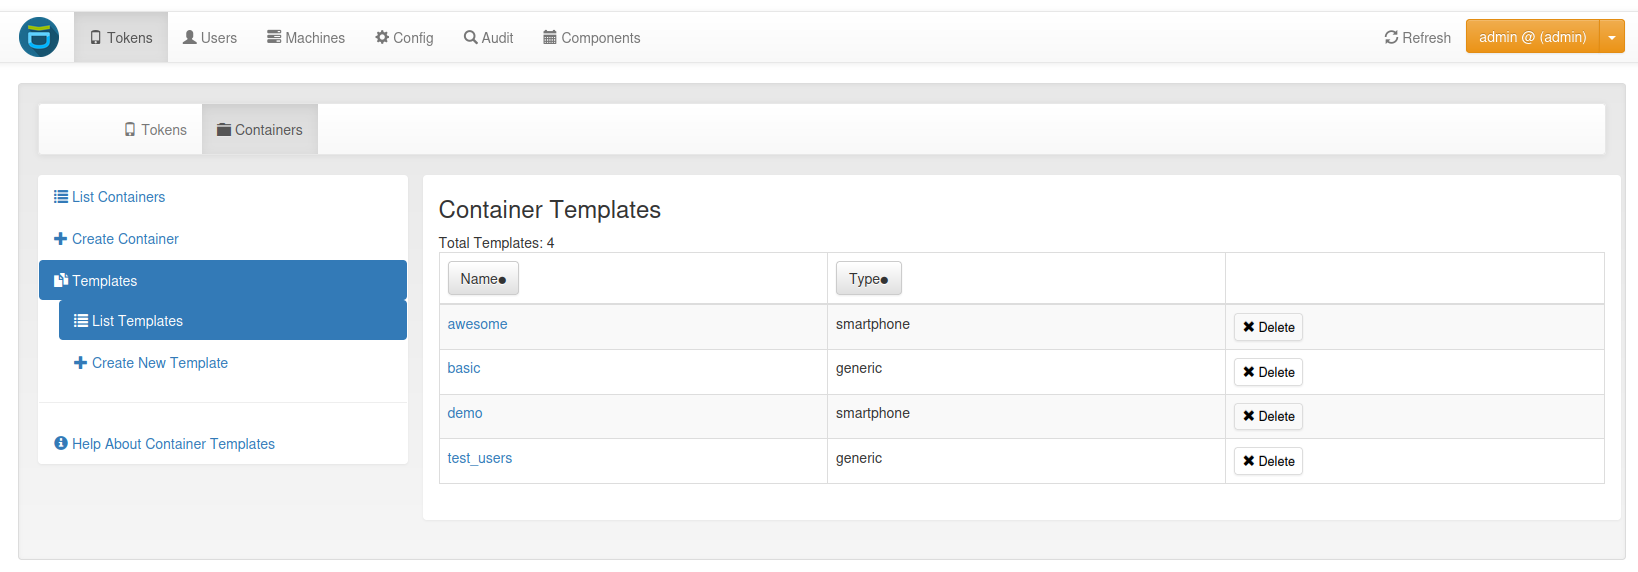 Tokens Users Machines Config Audit Components Refresh admin @ (admin)
Tokens Containers
List Containers
Create Container
Templates
List Templates
Create New Template
Help About Container Templates
Container Templates
Total Templates: 4
Name● Type●
awesome smartphone Delete
basic generic Delete
demo smartphone Delete
test_users generic Delete